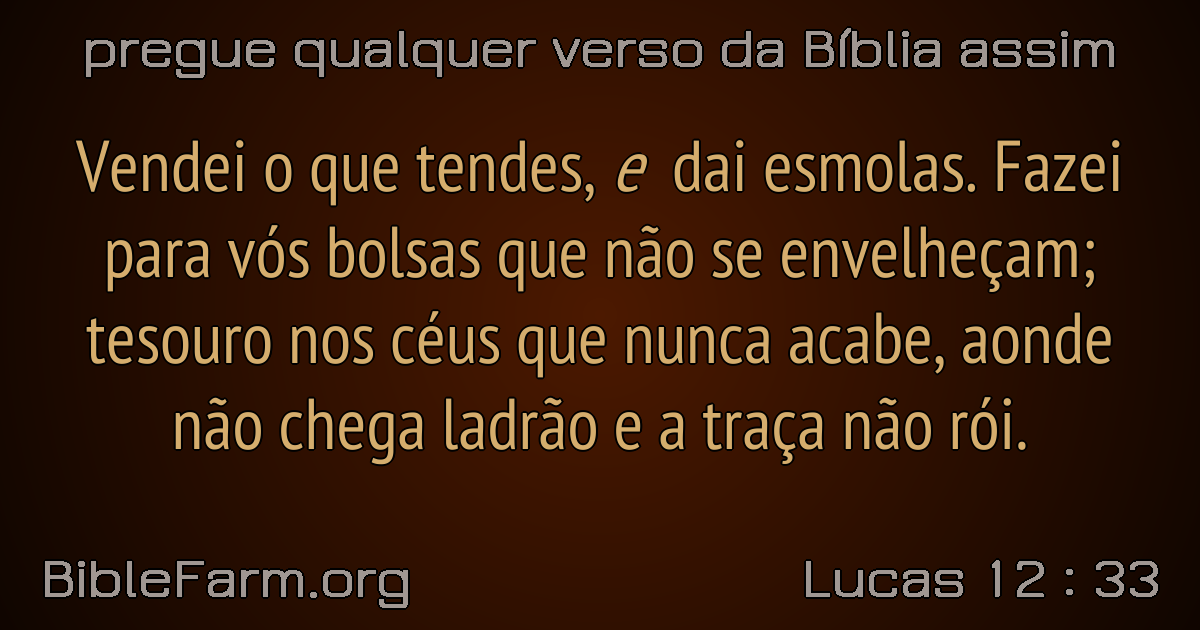 pregue qualquer verso da Bíblia assim
Vendei o que tendes, e dai esmolas. Fazei
para vós bolsas que não se envelheçam;
tesouro nos céus que nunca acabe, aonde
não chega ladrão e a traça não rói.
BibleFarm.org
Lucas 12 : 33